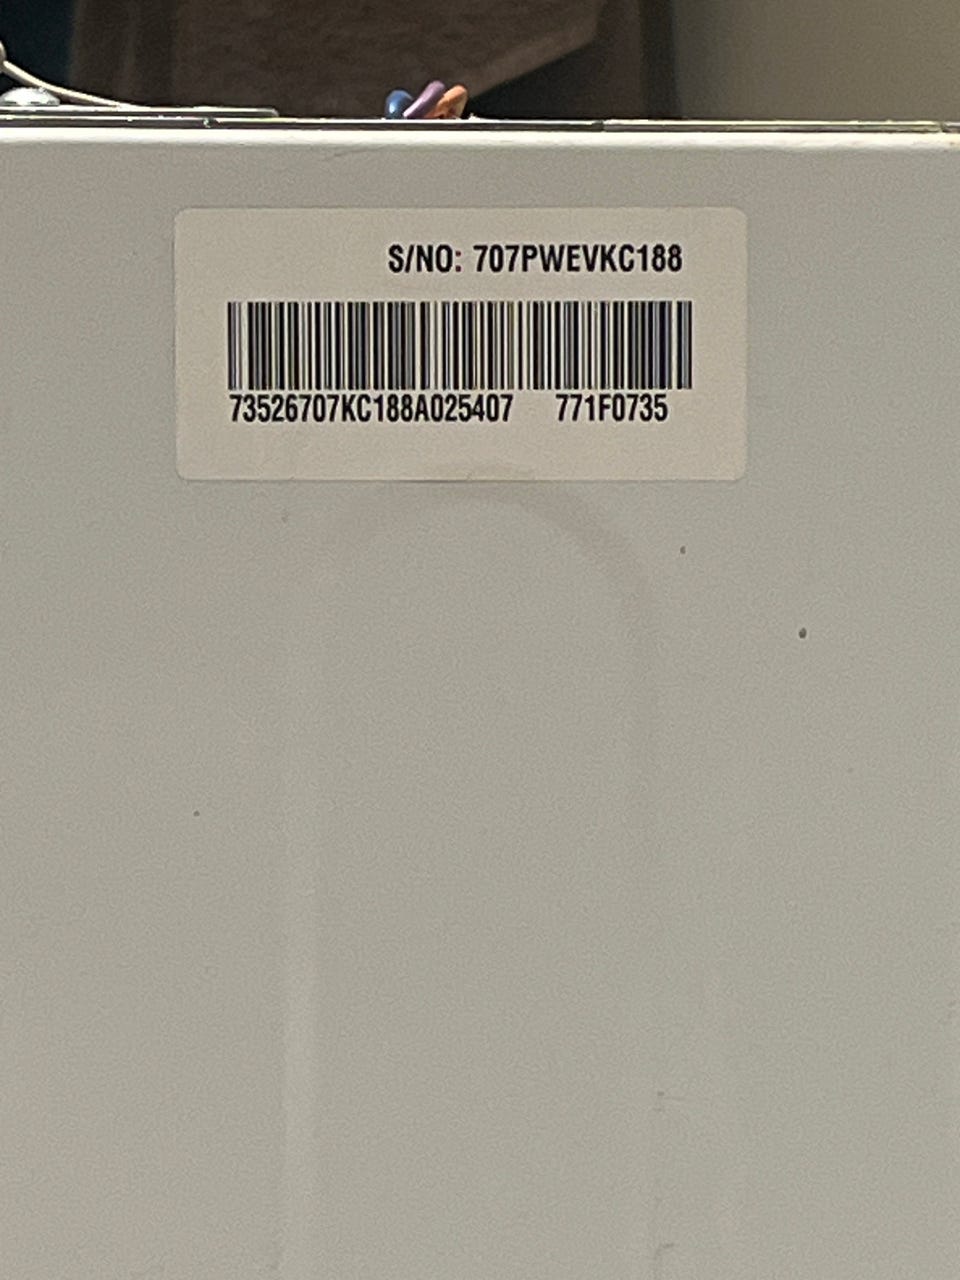 S/NO: 707PWEVKC188
73526707KC188A025407 771F0735